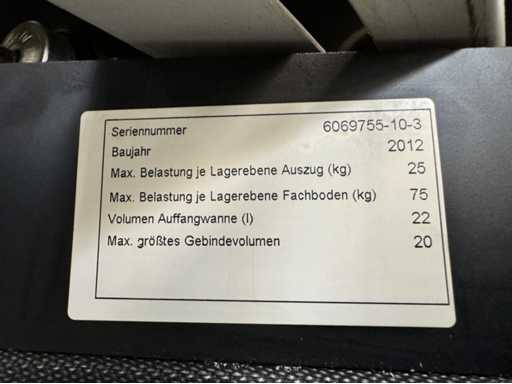 Seriennummer 6069755-10-3
Baujahr 2012
Max. Belastung je Lagerebene Auszug (kg) 25
Max. Belastung je Lagerebene Fachboden (kg) 75
Volumen Auffangwanne (l) 22
Max. größtes Gebindevolumen 20